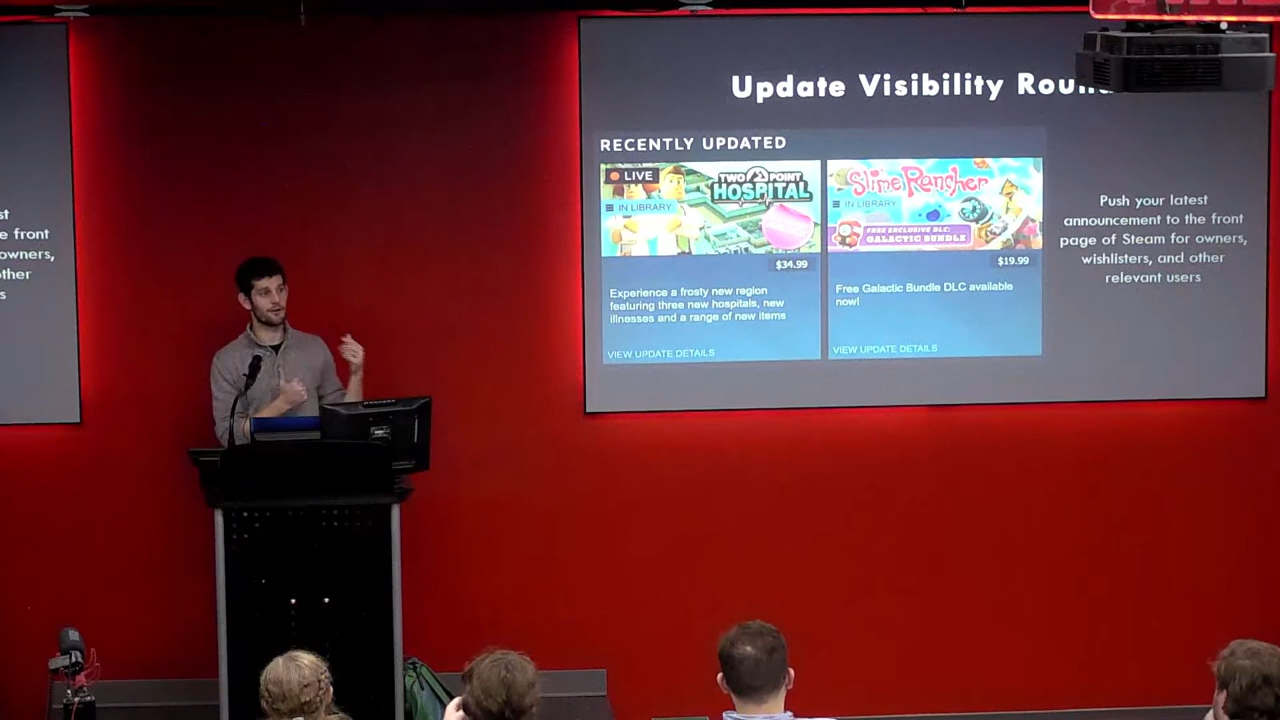 st
e front
owners,
other
s
Update Visibility Roun
RECENTLY UPDATED
LIVE
TWO POINT
HOSPITAL
IN LIBRARY
$34.99
Experience a frosty new region
featuring three new hospitals, new
illnesses and a range of new items
VIEW UPDATE DETAILS
Slime Rancher
IN LIBRARY
FREE EXCLUSIVE DLC:
GALACTIC BUNDLE
$19.99
Free Galactic Bundle DLC available
now!
VIEW UPDATE DETAILS
Push your latest
announcement to the front
page of Steam for owners,
wishlisters, and other
relevant users